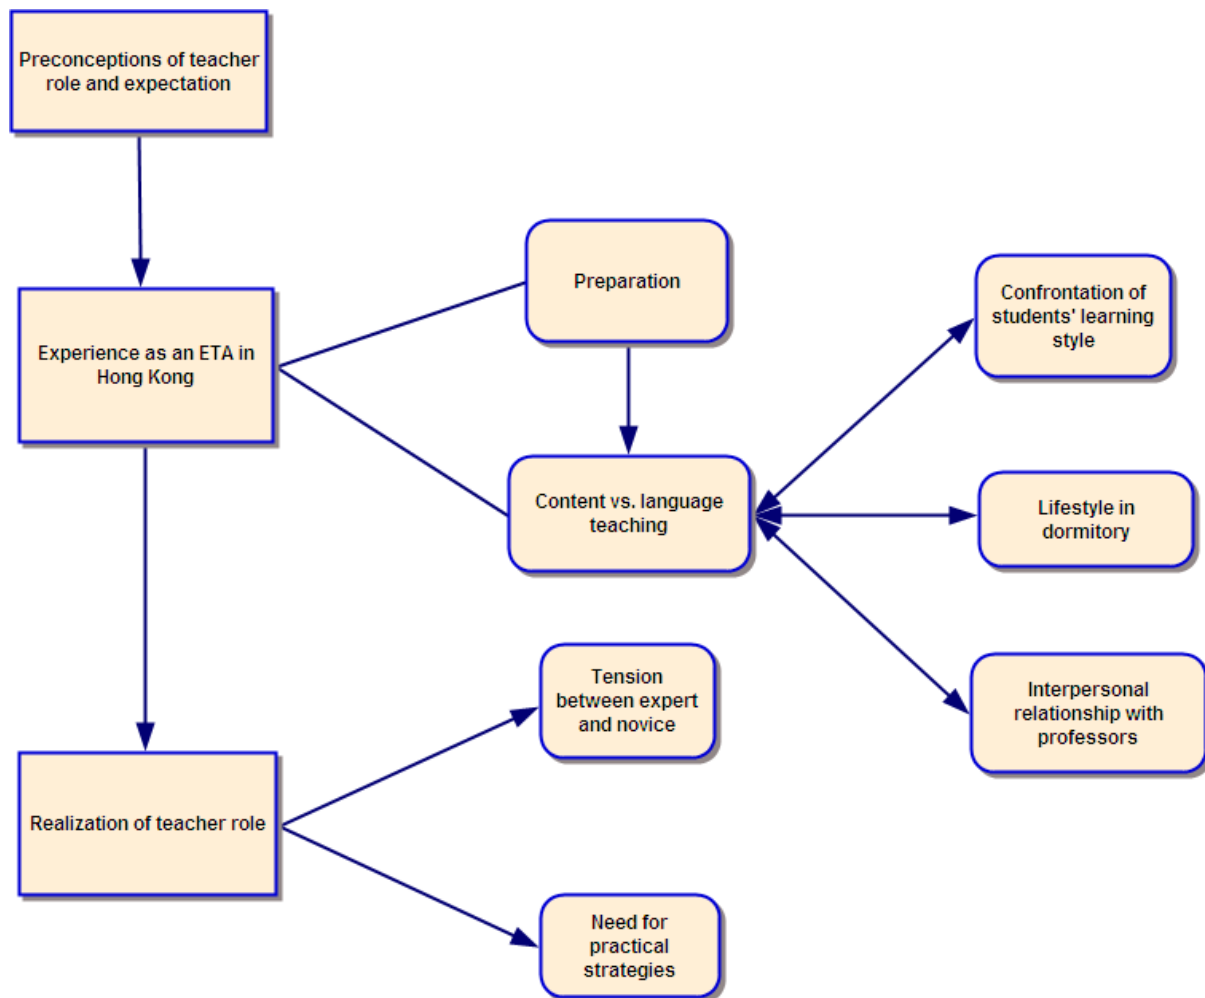 Preconceptions of teacher
role and expectation
Experience as an ETA in
Hong Kong
Preparation
Content vs. language
teaching
Confrontation of
students' learning
style
Lifestyle in
dormitory
Interpersonal
relationship with
professors
Realization of teacher role
Tension
between expert
and novice
Need for
practical
strategies